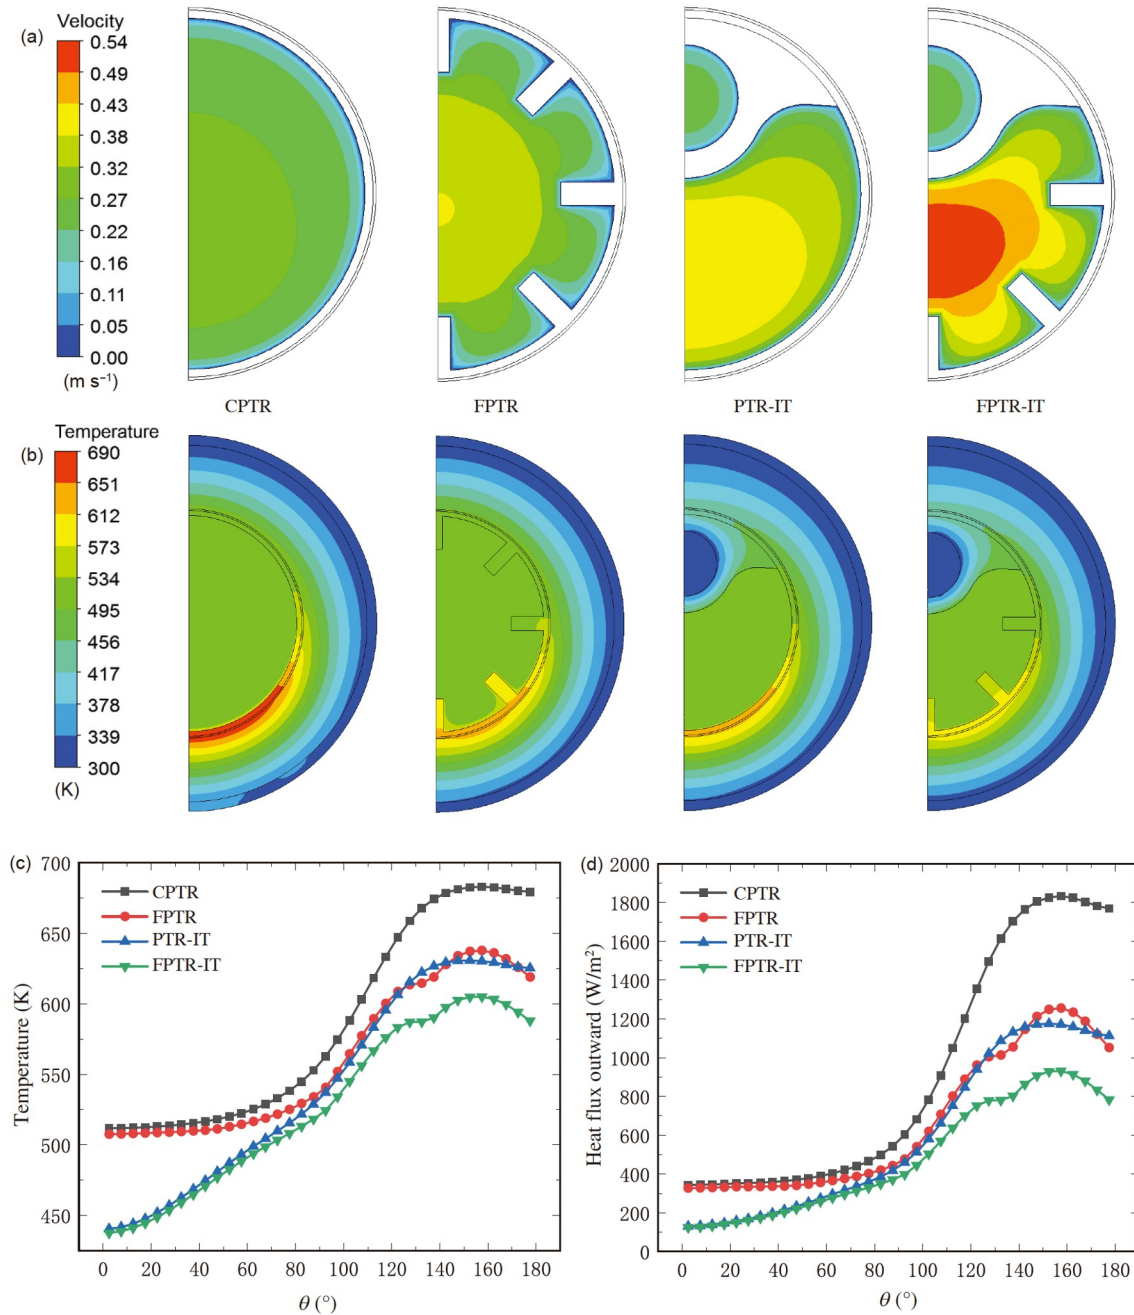 (a)
Velocity
0.54
0.49
0.43
0.38
0.32
0.27
0.22
0.16
0.11
0.05
0.00
(m s⁻¹)
CPTR
FPTR
PTR-IT
FPTR-IT
(b)
Temperature
690
651
612
573
534
495
456
417
378
339
300
(K)
(c)
700
650
600
550
500
450
Temperature (K)
CPTR
FPTR
PTR-IT
FPTR-IT
0 20 40 60 80 100 120 140 160 180
θ (°)
(d)
2000
1800
1600
1400
1200
1000
800
600
400
200
0
Heat flux outward (W/m²)
CPTR
FPTR
PTR-IT
FPTR-IT
0 20 40 60 80 100 120 140 160 180
θ (°)